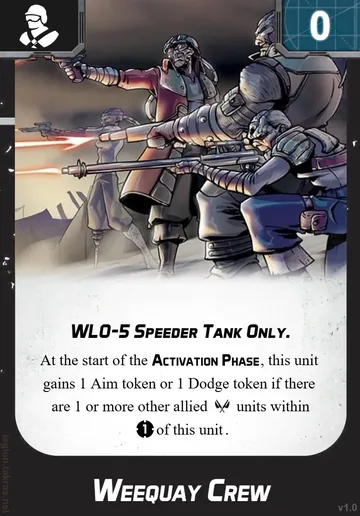 0
WLO-5 Speeder Tank Only.
At the start of the Activation Phase, this unit
gains 1 Aim token or 1 Dodge token if there
are 1 or more other allied units within
1 of this unit.
Weequay Crew
v1.0